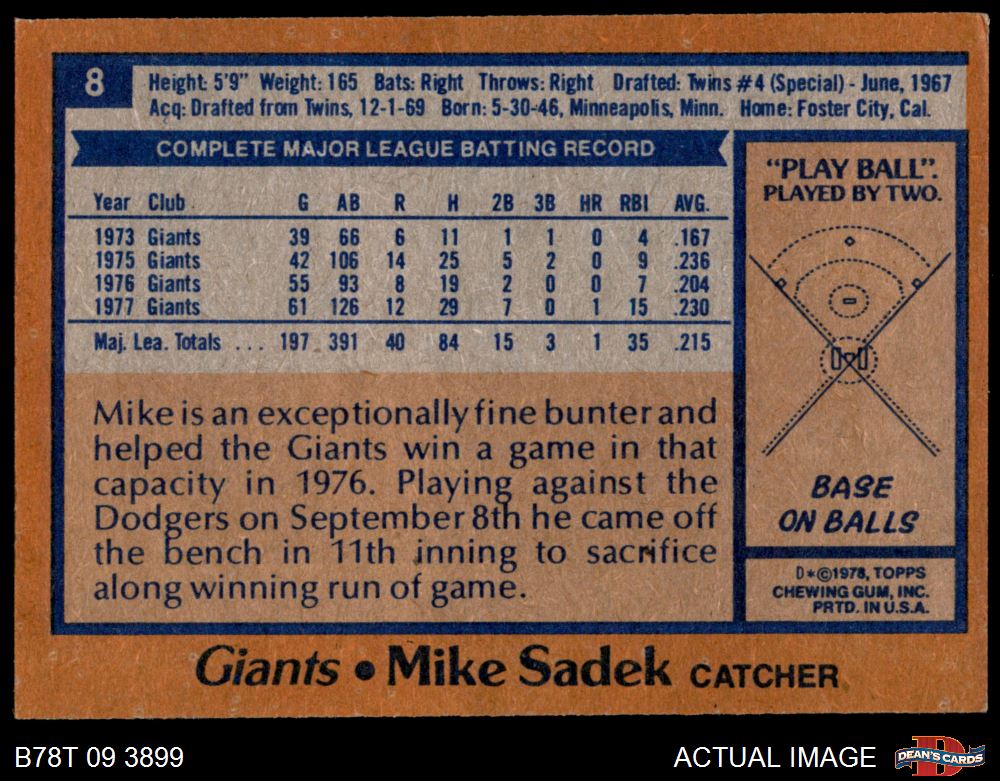 8
Height: 5'9" Weight: 165 Bats: Right Throws: Right Drafted: Twins #4 (Special) - June, 1967
Acq: Drafted from Twins, 12-1-69 Born: 5-30-46, Minneapolis, Minn. Home: Foster City, Cal.
COMPLETE MAJOR LEAGUE BATTING RECORD
Year Club G AB R H 2B 3B HR RBI AVG.
1973 Giants 39 66 6 11 1 1 0 4 .167
1975 Giants 42 106 14 25 5 2 0 9 .236
1976 Giants 55 93 8 19 2 0 0 7 .204
1977 Giants 61 126 12 29 7 0 1 15 .230
Maj. Lea. Totals ... 197 391 40 84 15 3 1 35 .215
Mike is an exceptionally fine bunter and
helped the Giants win a game in that
capacity in 1976. Playing against the
Dodgers on September 8th he came off
the bench in 11th inning to sacrifice
along winning run of game.
"PLAY BALL".
PLAYED BY TWO.
BASE
ON BALLS
D*©1978, TOPPS
CHEWING GUM, INC.
PRTD. IN U.S.A.
Giants • Mike Sadek CATCHER
B78T 09 3899
ACTUAL IMAGE
D
DEAN'S CARDS